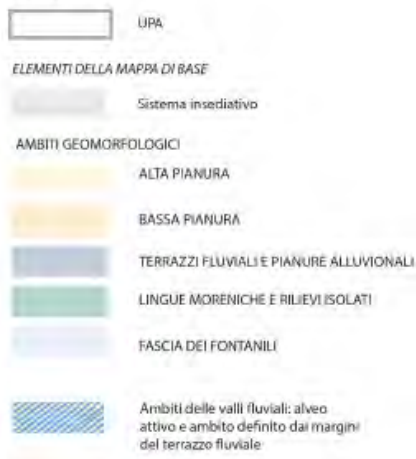 UPA
ELEMENTI DELLA MAPPA DI BASE
Sistema insediativo
AMBITI GEOMORFOLOGICI
ALTA PIANURA
BASSA PIANURA
TERRAZZI FLUVIALI E PIANURE ALLUVIONALI
LINGUE MORENICHE E RILIEVI ISOLATI
FASCIA DEI FONTANILI
Ambiti delle valli fluviali: alveo
attivo e ambito definito dai margini
del terrazzo fluviale